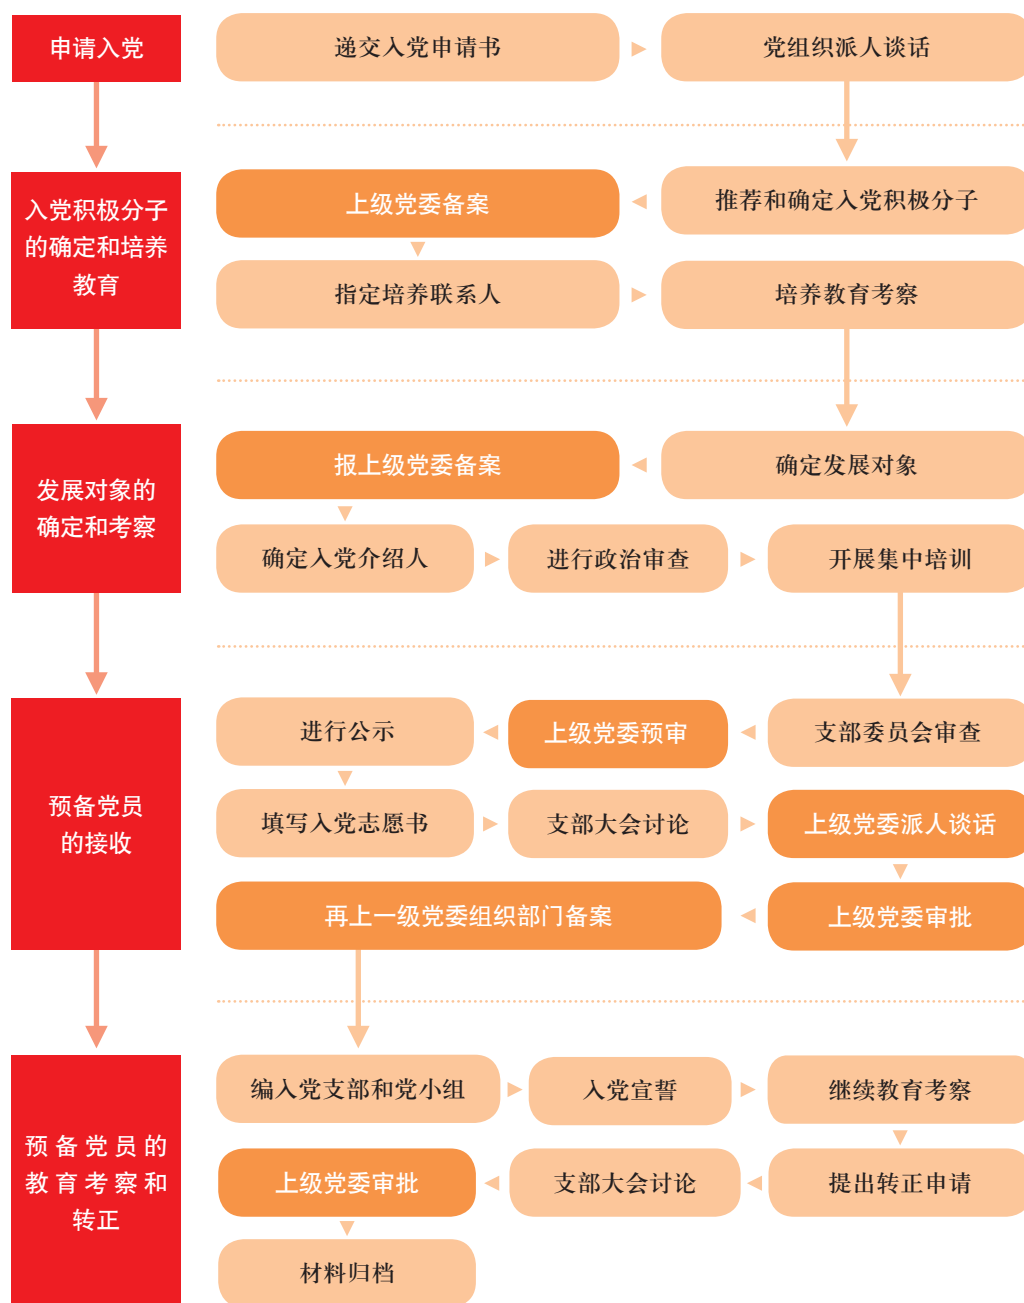 申请入党
递交入党申请书
党组织派人谈话
入党积极分子
的确定和培养
教育
推荐和确定入党积极分子
上级党委备案
指定培养联系人
培养教育考察
发展对象的
确定和考察
确定发展对象
报上级党委备案
确定入党介绍人
进行政治审查
开展集中培训
预备党员
的接收
支部委员会审查
上级党委预审
进行公示
填写入党志愿书
支部大会讨论
上级党委派人谈话
上级党委审批
再上一级党委组织部门备案
预备党员的
教育考察和
转正
编入党支部和党小组
入党宣誓
继续教育考察
提出转正申请
支部大会讨论
上级党委审批
材料归档